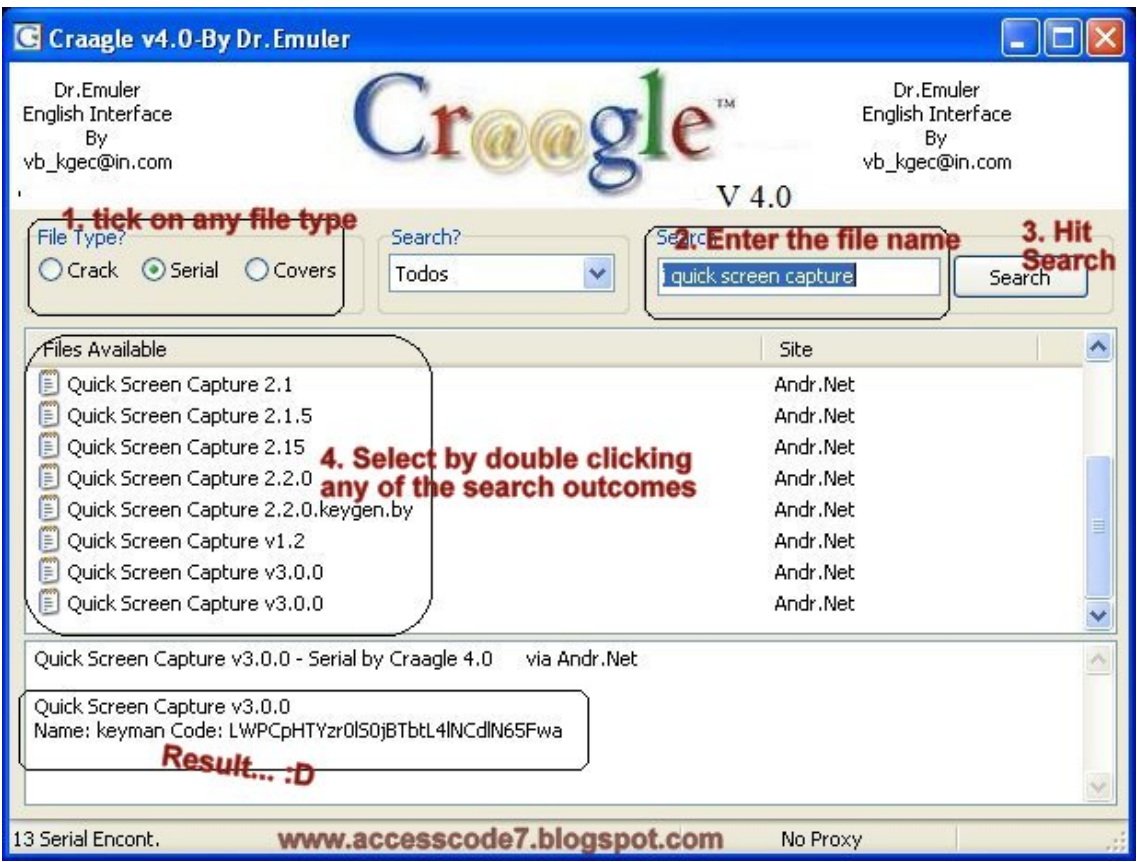 Craagle v4.0-By Dr.Emuler
Dr.Emuler
English Interface
By
vb_kgec@in.com
Craagle™
V 4.0
Dr.Emuler
English Interface
By
vb_kgec@in.com
1. tick on any file type
File Type?
Crack Serial Covers
Search?
Todos
2. Enter the file name
quick screen capture
3. Hit
Search
Search
Files Available Site
Quick Screen Capture 2.1 Andr.Net
Quick Screen Capture 2.1.5 Andr.Net
Quick Screen Capture 2.15 Andr.Net
Quick Screen Capture 2.2.0 Andr.Net
Quick Screen Capture 2.2.0.keygen.by Andr.Net
Quick Screen Capture v1.2 Andr.Net
Quick Screen Capture v3.0.0 Andr.Net
Quick Screen Capture v3.0.0 Andr.Net
4. Select by double clicking
any of the search outcomes
Quick Screen Capture v3.0.0 - Serial by Craagle 4.0 via Andr.Net
Quick Screen Capture v3.0.0
Name: keyman Code: LWPCpHTYzr0lS0jBTbtL4lNCdlN65Fwa
Result... :D
13 Serial Encont. www.accesscode7.blogspot.com No Proxy